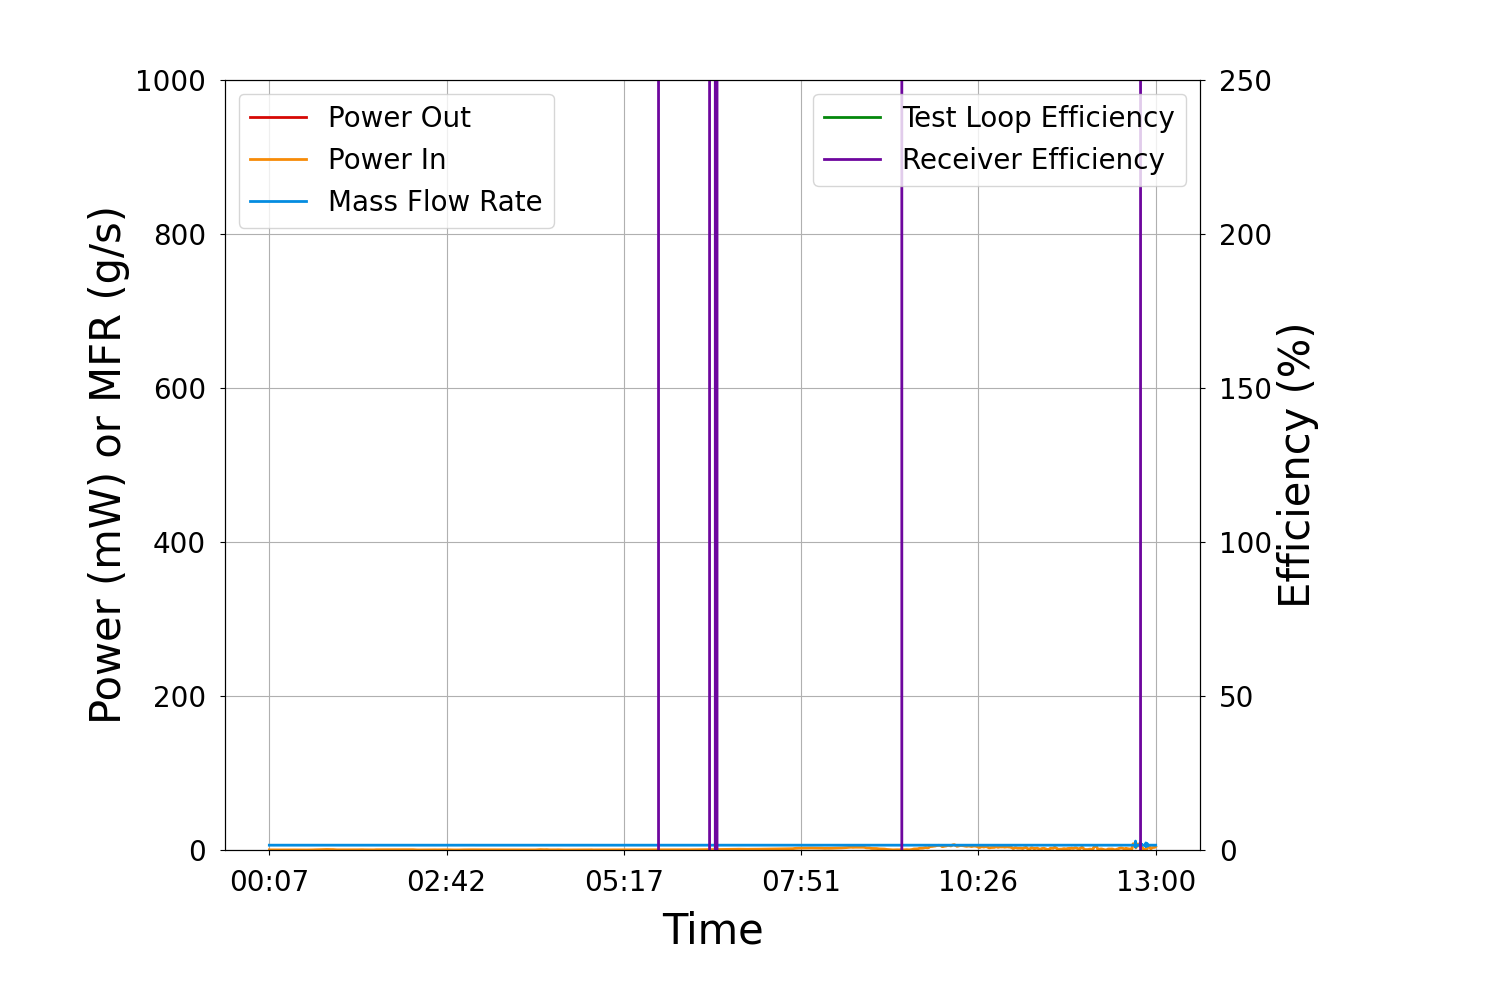 Power Out
Power In
Mass Flow Rate
Test Loop Efficiency
Receiver Efficiency
Power (mW) or MFR (g/s)
1000
800
600
400
200
0
250
200
150
100
50
0
Efficiency (%)
00:07 02:42 05:17 07:51 10:26 13:00
Time